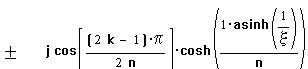 ± j cos[(2 k - 1)·π / 2 n]·cosh(1·asinh(1/ξ) / n)